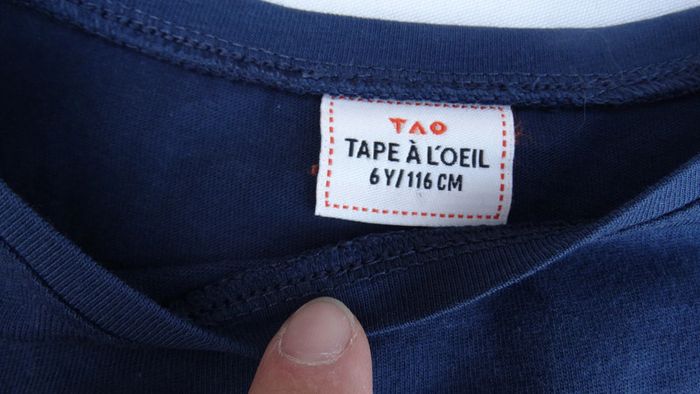 TAO
TAPE À L'OEIL
6 Y/116 CM